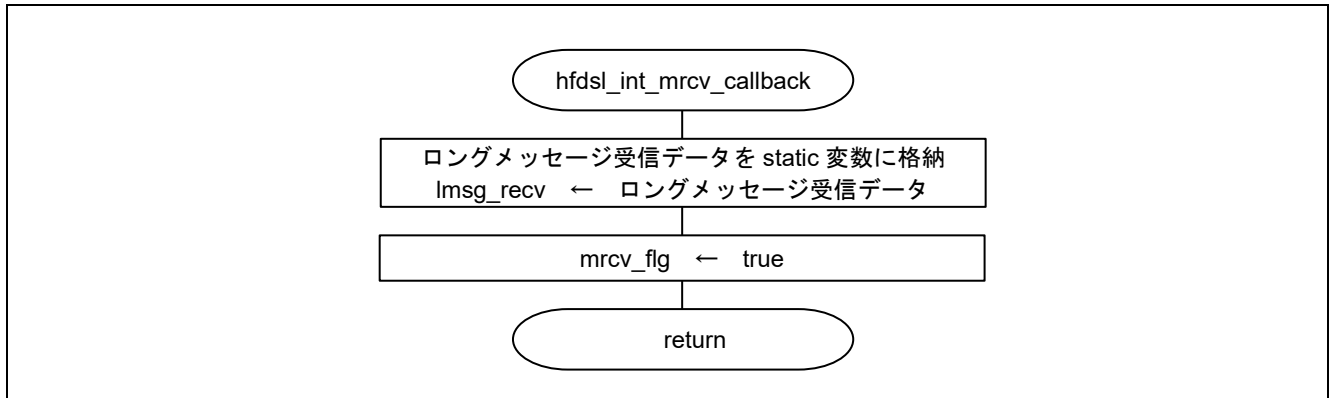 hfdsl_int_mrcv_callback
ロングメッセージ受信データを static 変数に格納
lmsg_recv ← ロングメッセージ受信データ
mrcv_flg ← true
return